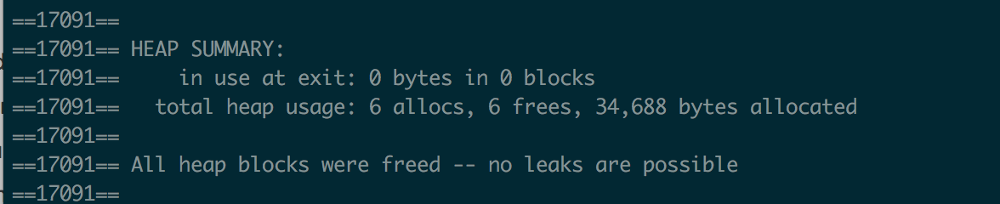 ==17091==
==17091== HEAP SUMMARY:
==17091==     in use at exit: 0 bytes in 0 blocks
==17091==   total heap usage: 6 allocs, 6 frees, 34,688 bytes allocated
==17091==
==17091== All heap blocks were freed -- no leaks are possible
==17091==